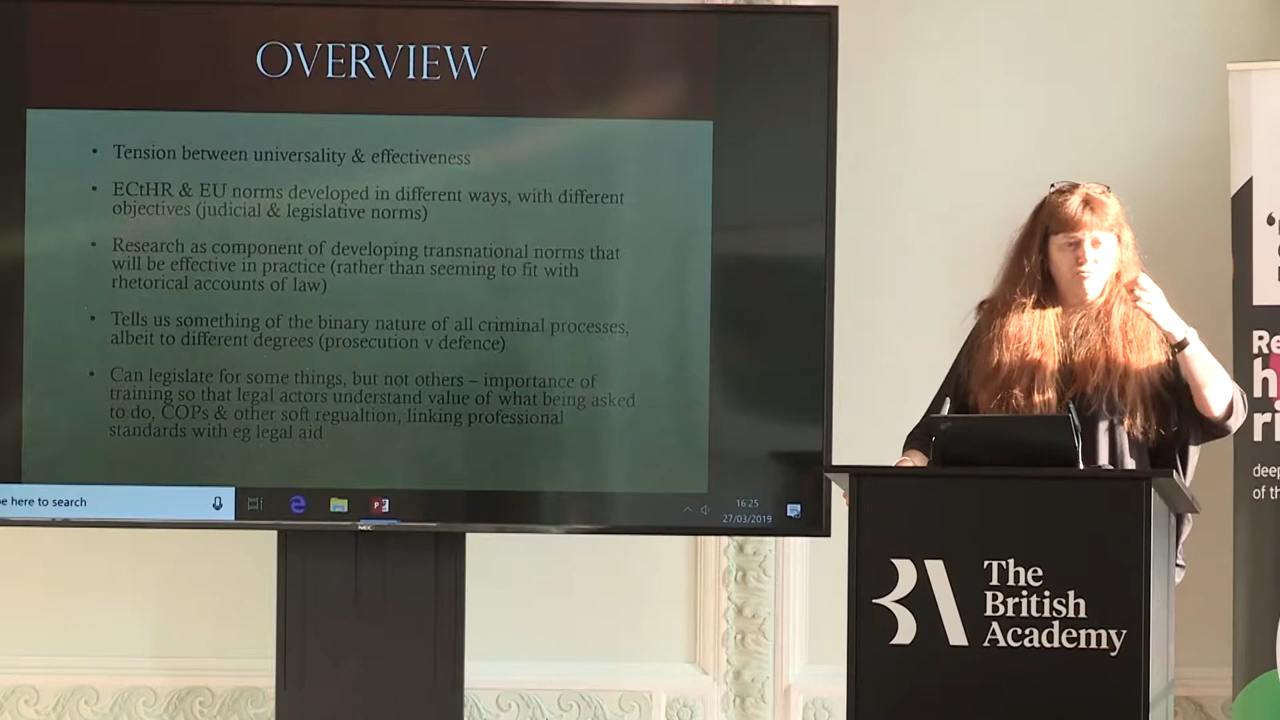 OVERVIEW
• Tension between universality & effectiveness
• ECtHR & EU norms developed in different ways, with different
objectives (judicial & legislative norms)
• Research as component of developing transnational norms that
will be effective in practice (rather than seeming to fit with
rhetorical accounts of law)
• Tells us something of the binary nature of all criminal processes,
albeit to different degrees (prosecution v defence)
• Can legislate for some things, but not others – importance of
training so that legal actors understand value of what being asked
to do, COPs & other soft regualtion, linking professional
standards with eg legal aid
e here to search
16:25
27/03/2019
NEC
The
British
Academy
Re
h
ri
deep
of th